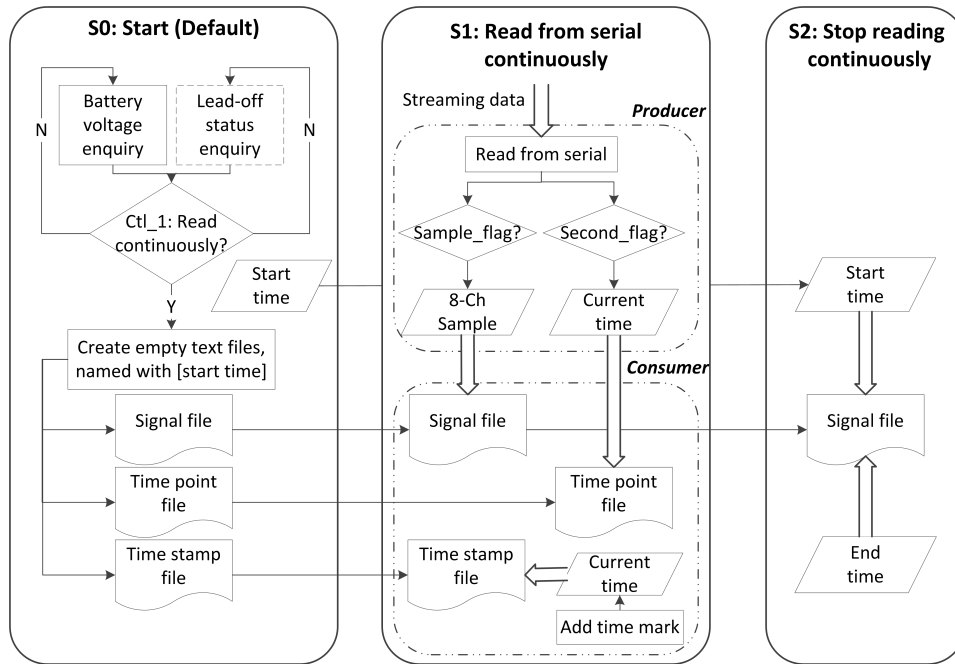 S0: Start (Default)
Battery
voltage
enquiry
Lead-off
status
enquiry
N
N
Ctl_1: Read
continuously?
Y
Start
time
Create empty text files,
named with [start time]
Signal file
Time point
file
Time stamp
file
S1: Read from serial
continuously
Streaming data
Producer
Read from serial
Sample_flag?
Second_flag?
8-Ch
Sample
Current
time
Consumer
Signal file
Time point
file
Time stamp
file
Current
time
Add time mark
S2: Stop reading
continuously
Start
time
Signal file
End
time